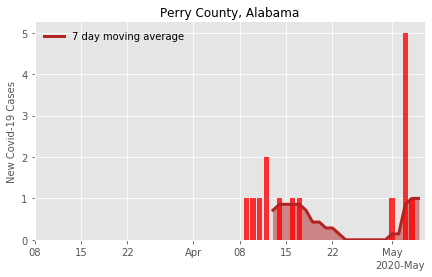 Perry County, Alabama
7 day moving average
New Covid-19 Cases
5
4
3
2
1
0
08 15 22 Apr 08 15 22 May
2020-May